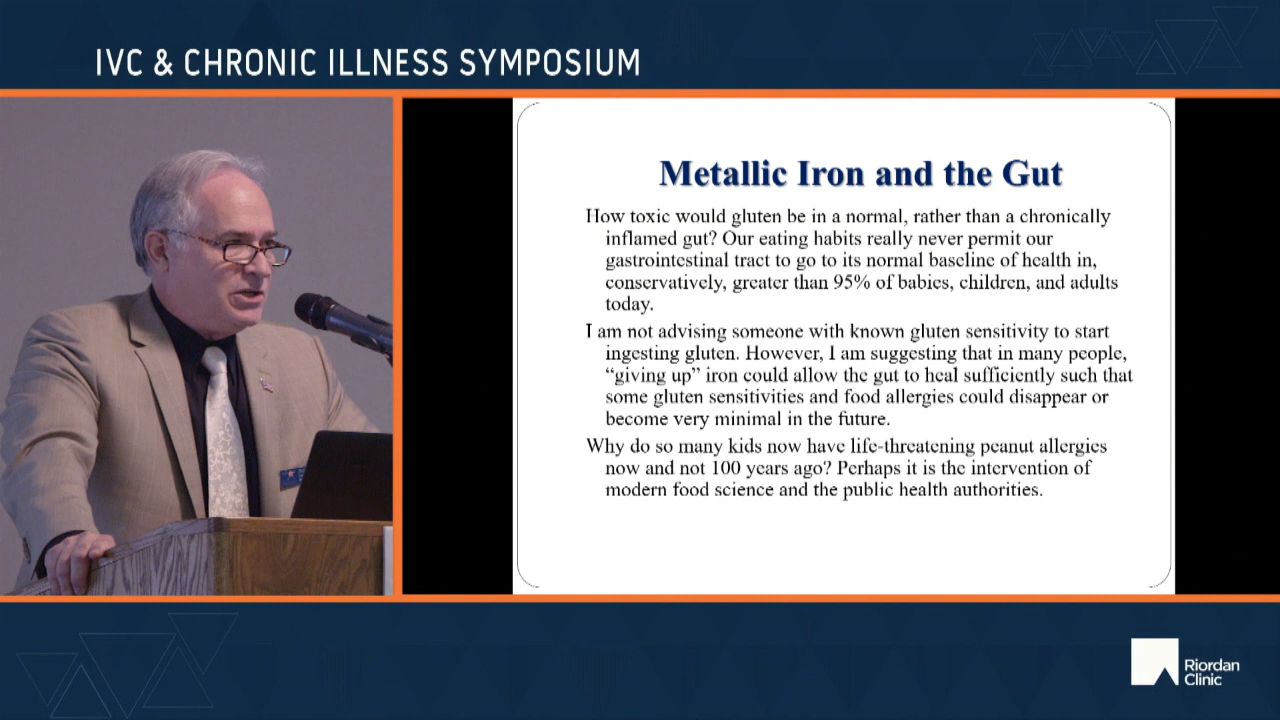 IVC & CHRONIC ILLNESS SYMPOSIUM
Metallic Iron and the Gut
How toxic would gluten be in a normal, rather than a chronically
inflamed gut? Our eating habits really never permit our
gastrointestinal tract to go to its normal baseline of health in,
conservatively, greater than 95% of babies, children, and adults
today.
I am not advising someone with known gluten sensitivity to start
ingesting gluten. However, I am suggesting that in many people,
“giving up” iron could allow the gut to heal sufficiently such that
some gluten sensitivities and food allergies could disappear or
become very minimal in the future.
Why do so many kids now have life-threatening peanut allergies
now and not 100 years ago? Perhaps it is the intervention of
modern food science and the public health authorities.
Riordan
Clinic